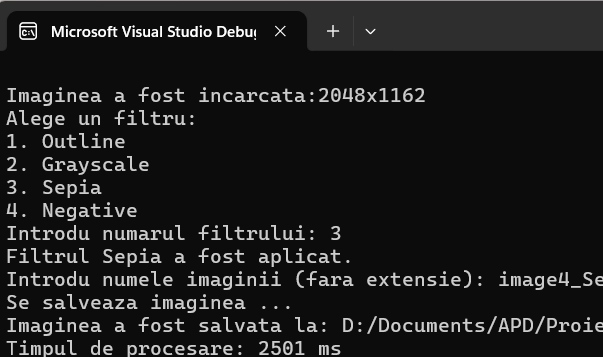 Microsoft Visual Studio Debug
Imaginea a fost incarcata:2048x1162
Alege un filtru:
1. Outline
2. Grayscale
3. Sepia
4. Negative
Introdu numarul filtrului: 3
Filtrul Sepia a fost aplicat.
Introdu numele imaginii (fara extensie): image4_Se
Se salveaza imaginea ...
Imaginea a fost salvata la: D:/Documents/APD/Proie
Timpul de procesare: 2501 ms